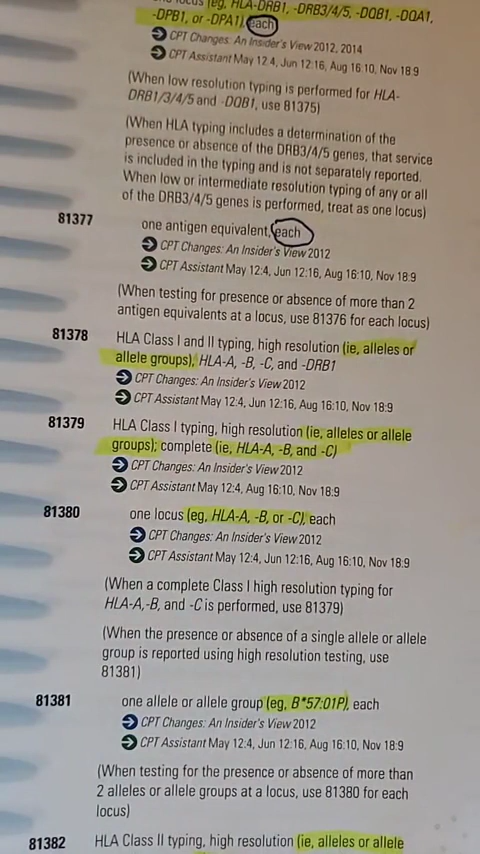 locus (eg, HLA-DRB1, -DRB3/4/5, -DQB1, -DQA1,
-DPB1, or -DPA1), each
CPT Changes: An Insider's View 2012, 2014
CPT Assistant May 12:4, Jun 12:16, Aug 16:10, Nov 18:9
(When low resolution typing is performed for HLA-
DRB1/3/4/5 and -DQB1, use 81375)
(When HLA typing includes a determination of the
presence or absence of the DRB3/4/5 genes, that service
is included in the typing and is not separately reported.
When low or intermediate resolution typing of any or all
of the DRB3/4/5 genes is performed, treat as one locus)
81377 one antigen equivalent, each
CPT Changes: An Insider's View 2012
CPT Assistant May 12:4, Jun 12:16, Aug 16:10, Nov 18:9
(When testing for presence or absence of more than 2
antigen equivalents at a locus, use 81376 for each locus)
81378 HLA Class I and II typing, high resolution (ie, alleles or
allele groups), HLA-A, -B, -C, and -DRB1
CPT Changes: An Insider's View 2012
CPT Assistant May 12:4, Jun 12:16, Aug 16:10, Nov 18:9
81379 HLA Class I typing, high resolution (ie, alleles or allele
groups); complete (ie, HLA-A, -B, and -C)
CPT Changes: An Insider's View 2012
CPT Assistant May 12:4, Aug 16:10, Nov 18:9
81380 one locus (eg, HLA-A, -B, or -C), each
CPT Changes: An Insider's View 2012
CPT Assistant May 12:4, Jun 12:16, Aug 16:10, Nov 18:9
(When a complete Class I high resolution typing for
HLA-A,-B, and -C is performed, use 81379)
(When the presence or absence of a single allele or allele
group is reported using high resolution testing, use
81381)
81381 one allele or allele group (eg, B*57:01P), each
CPT Changes: An Insider's View 2012
CPT Assistant May 12:4, Jun 12:16, Aug 16:10, Nov 18:9
(When testing for the presence or absence of more than
2 alleles or allele groups at a locus, use 81380 for each
locus)
81382 HLA Class II typing, high resolution (ie, alleles or allele